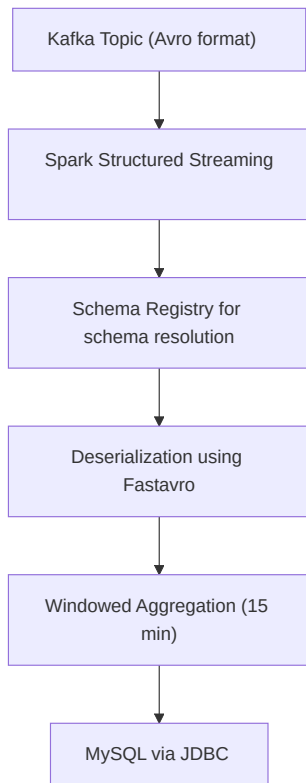 Kafka Topic (Avro format)
Spark Structured Streaming
Schema Registry for
schema resolution
Deserialization using
Fastavro
Windowed Aggregation (15
min)
MySQL via JDBC